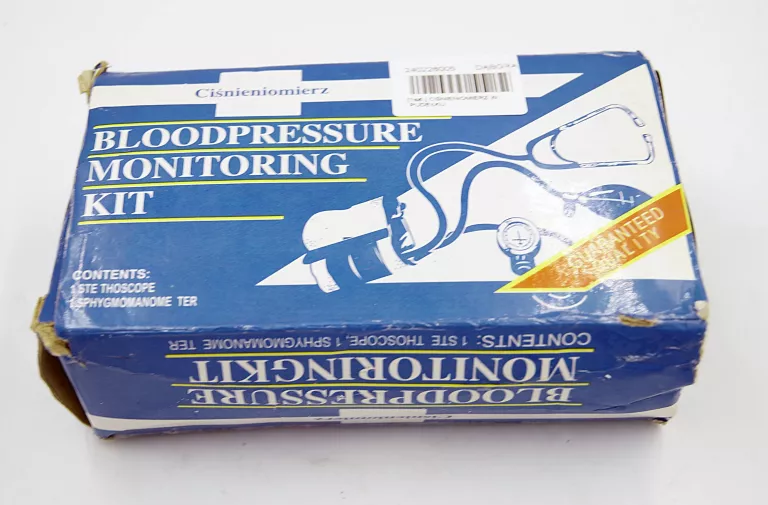 Ciśnieniomierz
BLOODPRESSURE
MONITORING
KIT
CONTENTS:
1 STE THOSCOPE
1 SPHYGMOMANOME TER
GUARANTEED
QUALITY
CONTENTS: 1 STE THOSCOPE, 1 SPHYGMOMANOME TER
BLOODPRESSURE
MONITORINGKIT
Ciśnieniomierz